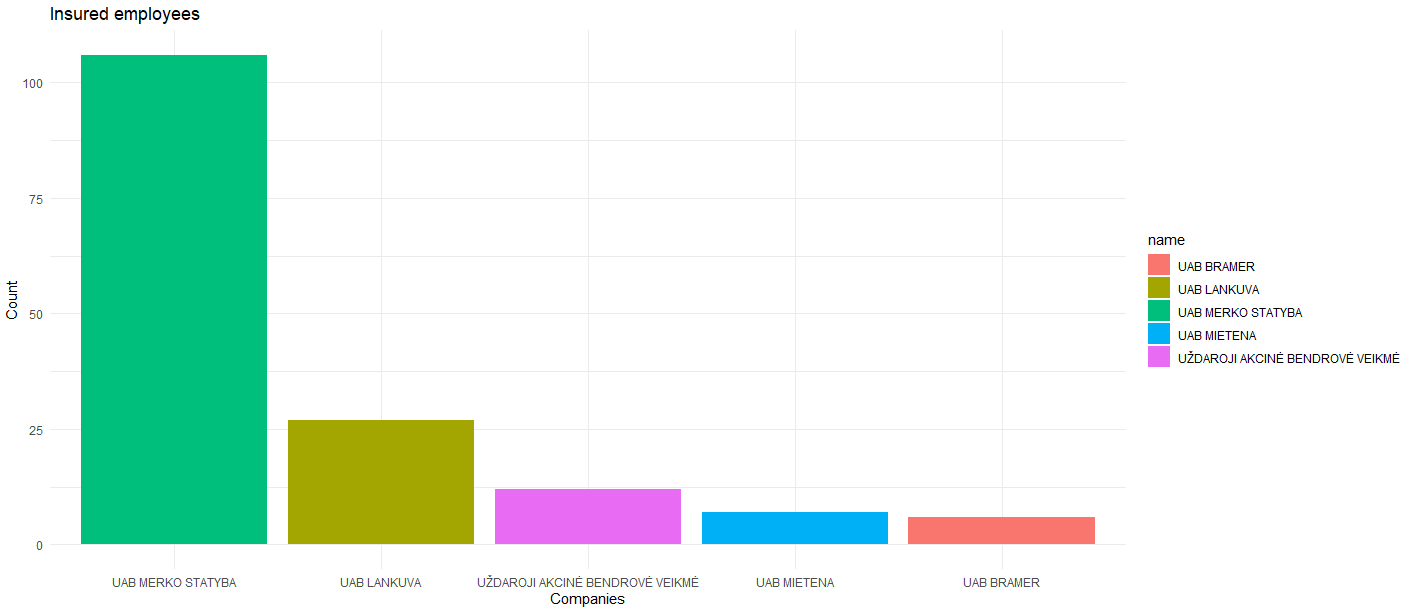 Insured employees
100
75
50
25
0
Count
UAB MERKO STATYBA
UAB LANKUVA
UŽDAROJI AKCINĖ BENDROVĖ VEIKMĖ
UAB MIETENA
UAB BRAMER
Companies
name
UAB BRAMER
UAB LANKUVA
UAB MERKO STATYBA
UAB MIETENA
UŽDAROJI AKCINĖ BENDROVĖ VEIKMĖ